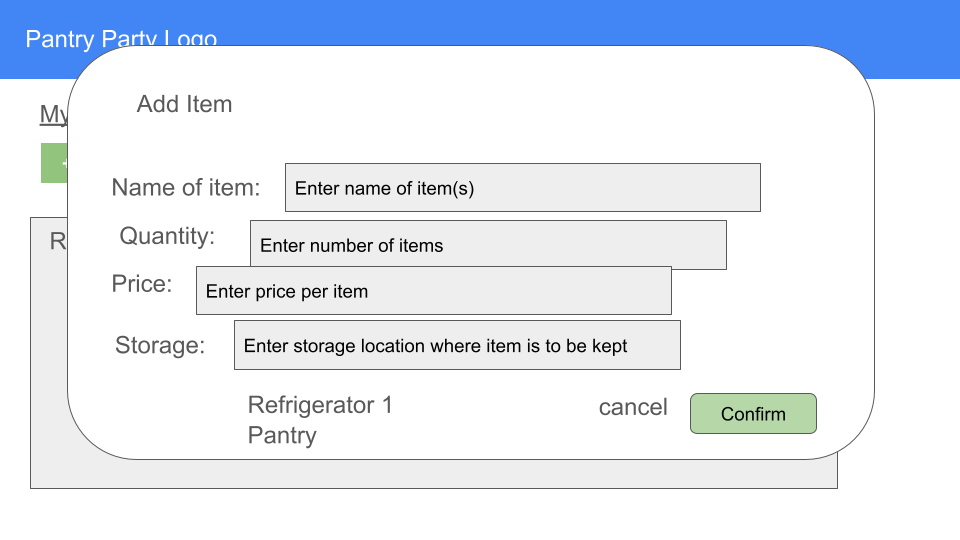 Pantry Party Logo
My
Add Item
Name of item: Enter name of item(s)
Quantity: Enter number of items
R
Price: Enter price per item
Storage: Enter storage location where item is to be kept
Refrigerator 1
Pantry
cancel Confirm